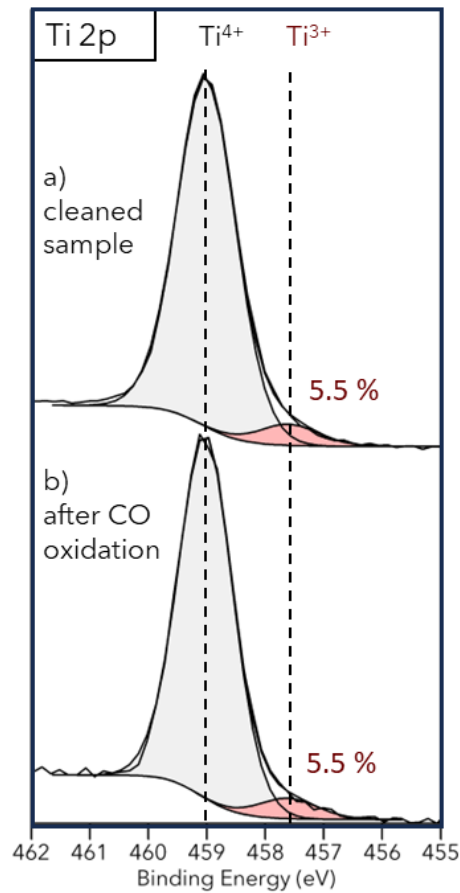 Ti 2p
Ti⁴⁺
Ti³⁺
a)
cleaned
sample
5.5 %
b)
after CO
oxidation
5.5 %
462 461 460 459 458 457 456 455
Binding Energy (eV)